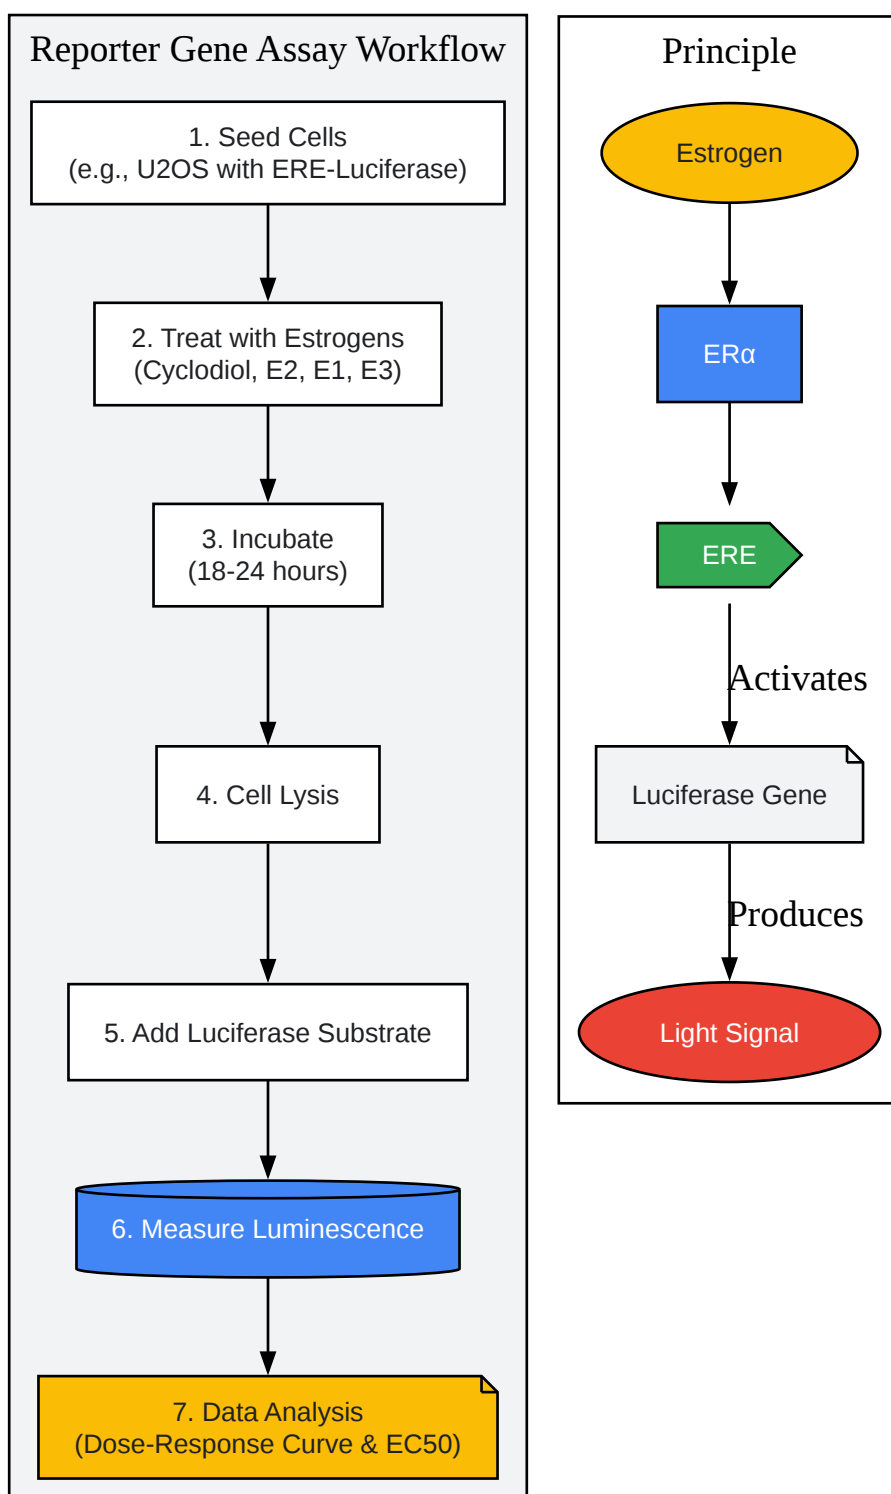 Reporter Gene Assay Workflow
1. Seed Cells
(e.g., U2OS with ERE-Luciferase)
2. Treat with Estrogens
(Cyclodiol, E2, E1, E3)
3. Incubate
(18-24 hours)
4. Cell Lysis
5. Add Luciferase Substrate
6. Measure Luminescence
7. Data Analysis
(Dose-Response Curve & EC50)
Principle
Estrogen
ERα
ERE
Activates
Luciferase Gene
Produces
Light Signal